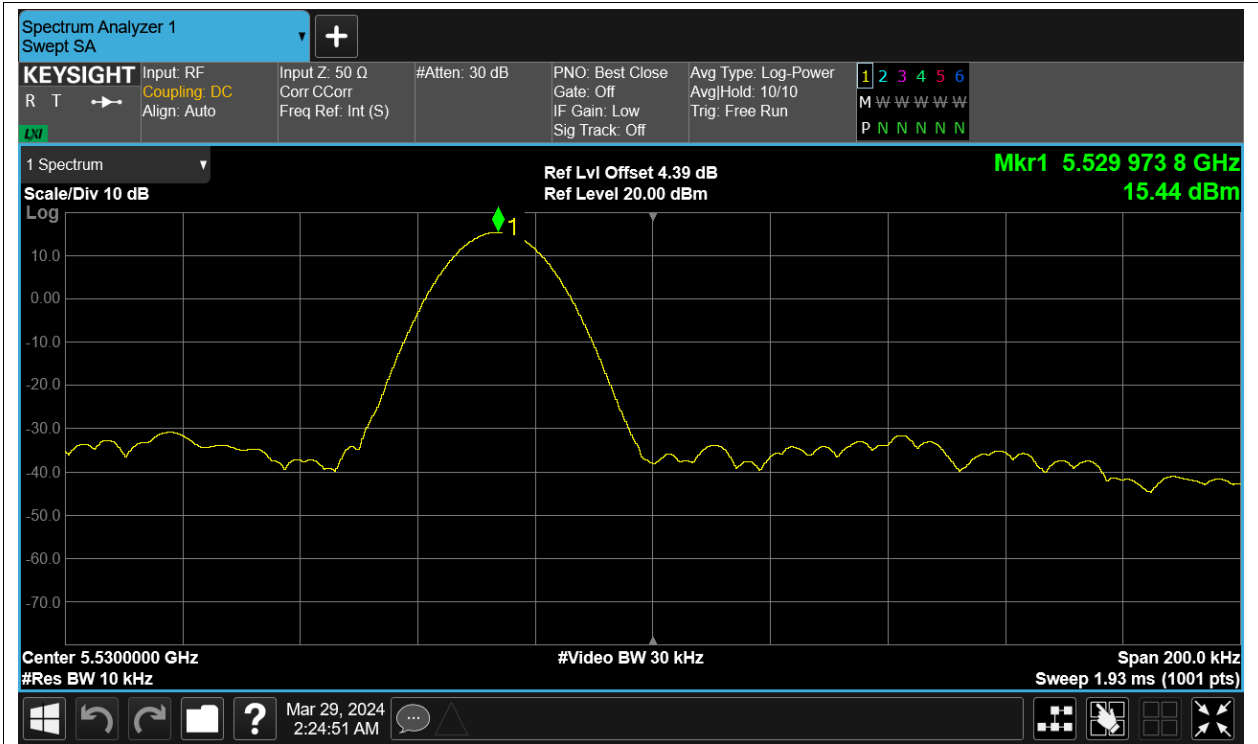 Spectrum Analyzer 1
Swept SA
KEYSIGHT
R T
LXI
Input: RF
Coupling: DC
Align: Auto
Input Z: 50 Ω
Corr CCorr
Freq Ref: Int (S)
#Atten: 30 dB
PNO: Best Close
Gate: Off
IF Gain: Low
Sig Track: Off
Avg Type: Log-Power
Avg|Hold: 10/10
Trig: Free Run
1 2 3 4 5 6
M W W W W W
P N N N N N
1 Spectrum
Scale/Div 10 dB
Log
Ref Lvl Offset 4.39 dB
Ref Level 20.00 dBm
Mkr1 5.529 973 8 GHz
15.44 dBm
1
10.0
0.00
-10.0
-20.0
-30.0
-40.0
-50.0
-60.0
-70.0
Center 5.5300000 GHz
#Res BW 10 kHz
#Video BW 30 kHz
Span 200.0 kHz
Sweep 1.93 ms (1001 pts)
?
Mar 29, 2024
2:24:51 AM